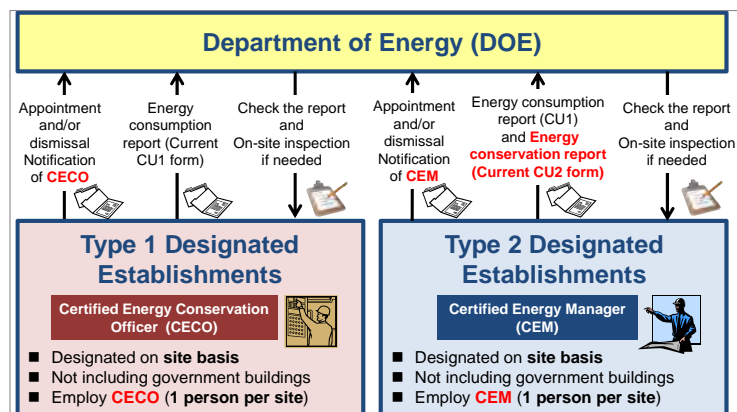 Department of Energy (DOE)
Appointment
and/or
dismissal
Notification
of CECO
Energy
consumption
report (Current
CU1 form)
Check the report
and
On-site inspection
if needed
Appointment
and/or
dismissal
Notification
of CEM
Energy consumption
report (CU1)
and Energy
conservation report
(Current CU2 form)
Check the report
and
On-site inspection
if needed
Type 1 Designated
Establishments
Certified Energy Conservation
Officer (CECO)
■ Designated on site basis
■ Not including government buildings
■ Employ CECO (1 person per site)
Type 2 Designated
Establishments
Certified Energy Manager
(CEM)
■ Designated on site basis
■ Not including government buildings
■ Employ CEM (1 person per site)